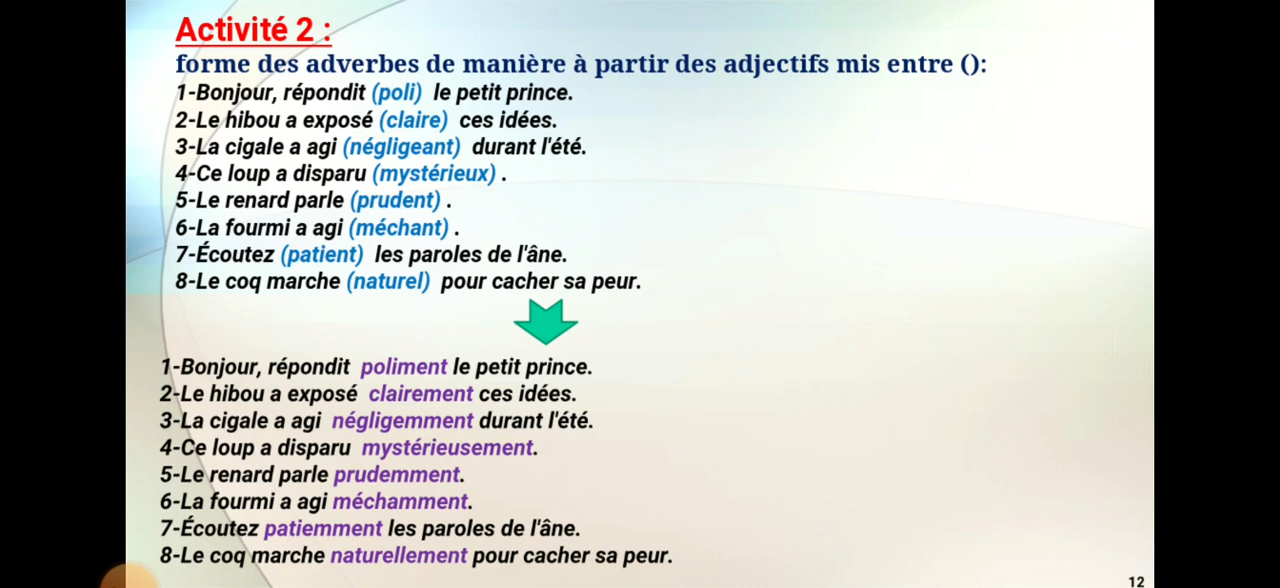 Activité 2 :
forme des adverbes de manière à partir des adjectifs mis entre ():
1-Bonjour, répondit (poli) le petit prince.
2-Le hibou a exposé (claire) ces idées.
3-La cigale a agi (négligeant) durant l'été.
4-Ce loup a disparu (mystérieux) .
5-Le renard parle (prudent) .
6-La fourmi a agi (méchant) .
7-Écoutez (patient) les paroles de l'âne.
8-Le coq marche (naturel) pour cacher sa peur.
1-Bonjour, répondit poliment le petit prince.
2-Le hibou a exposé clairement ces idées.
3-La cigale a agi négligemment durant l'été.
4-Ce loup a disparu mystérieusement.
5-Le renard parle prudemment.
6-La fourmi a agi méchamment.
7-Écoutez patiemment les paroles de l'âne.
8-Le coq marche naturellement pour cacher sa peur.
12